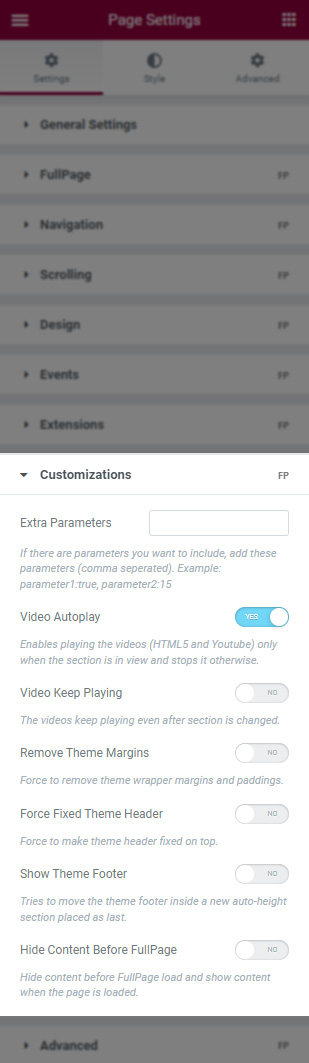 Page Settings
Settings
Style
Advanced
General Settings
FullPage FP
Navigation FP
Scrolling FP
Design FP
Events FP
Extensions FP
Customizations FP
Extra Parameters
If there are parameters you want to include, add these
parameters (comma seperated). Example:
parameter1:true, parameter2:15
Video Autoplay YES
Enables playing the videos (HTML5 and Youtube) only
when the section is in view and stops it otherwise.
Video Keep Playing NO
The videos keep playing even after section is changed.
Remove Theme Margins NO
Force to remove theme wrapper margins and paddings.
Force Fixed Theme Header NO
Force to make theme header fixed on top.
Show Theme Footer NO
Tries to move the theme footer inside a new auto-height
section placed as last.
Hide Content Before FullPage NO
Hide content before FullPage load and show content
when the page is loaded.
Advanced FP